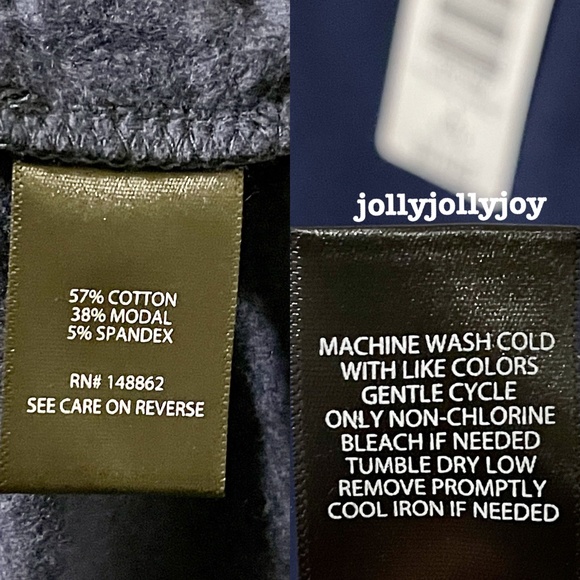 57% COTTON
38% MODAL
5% SPANDEX
RN# 148862
SEE CARE ON REVERSE
jollyjollyjoy
MACHINE WASH COLD
WITH LIKE COLORS
GENTLE CYCLE
ONLY NON-CHLORINE
BLEACH IF NEEDED
TUMBLE DRY LOW
REMOVE PROMPTLY
COOL IRON IF NEEDED